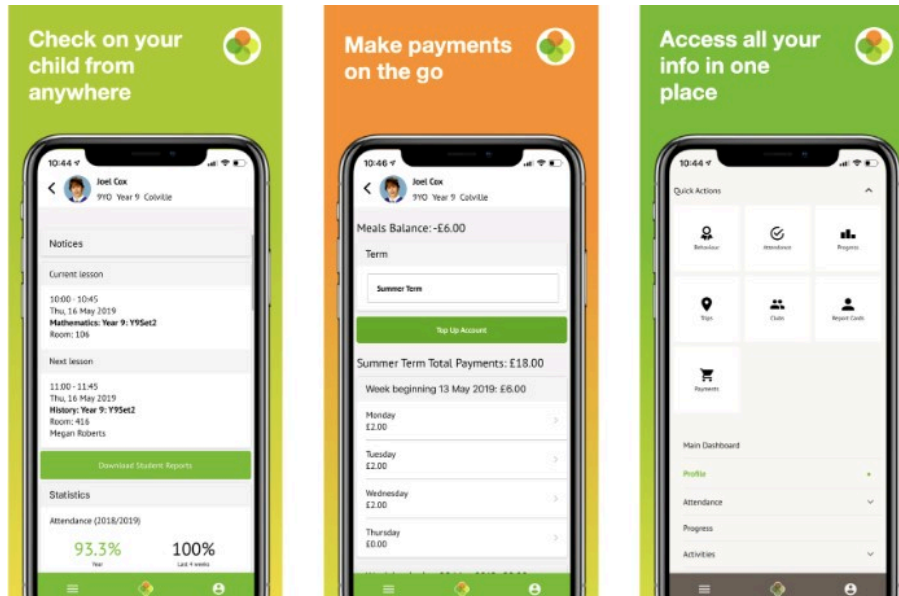 Check on your
child from
anywhere
10:44
Joel Cox
9YO Year 9 Colville
Notices
Current lesson
10:00 - 10:45
Thu, 16 May 2019
Mathematics: Year 9: Y9Set2
Room: 106
Next lesson
11:00 - 11:45
Thu, 16 May 2019
History: Year 9: Y9Set2
Room: 416
Megan Roberts
Download Student Reports
Statistics
Attendance (2018/2019)
93.3% 100%
Year Last 4 weeks
Make payments
on the go
10:46
Joel Cox
9YO Year 9 Colville
Meals Balance: -£6.00
Term
Summer Term
Top Up Account
Summer Term Total Payments: £18.00
Week beginning 13 May 2019: £6.00
Monday
£2.00
Tuesday
£2.00
Wednesday
£2.00
Thursday
£0.00
Access all your
info in one
place
10:44
Quick Actions
Behaviour Attendance Progress
Trips Clubs Report Cards
Payments
Main Dashboard
Profile
Attendance
Progress
Activities